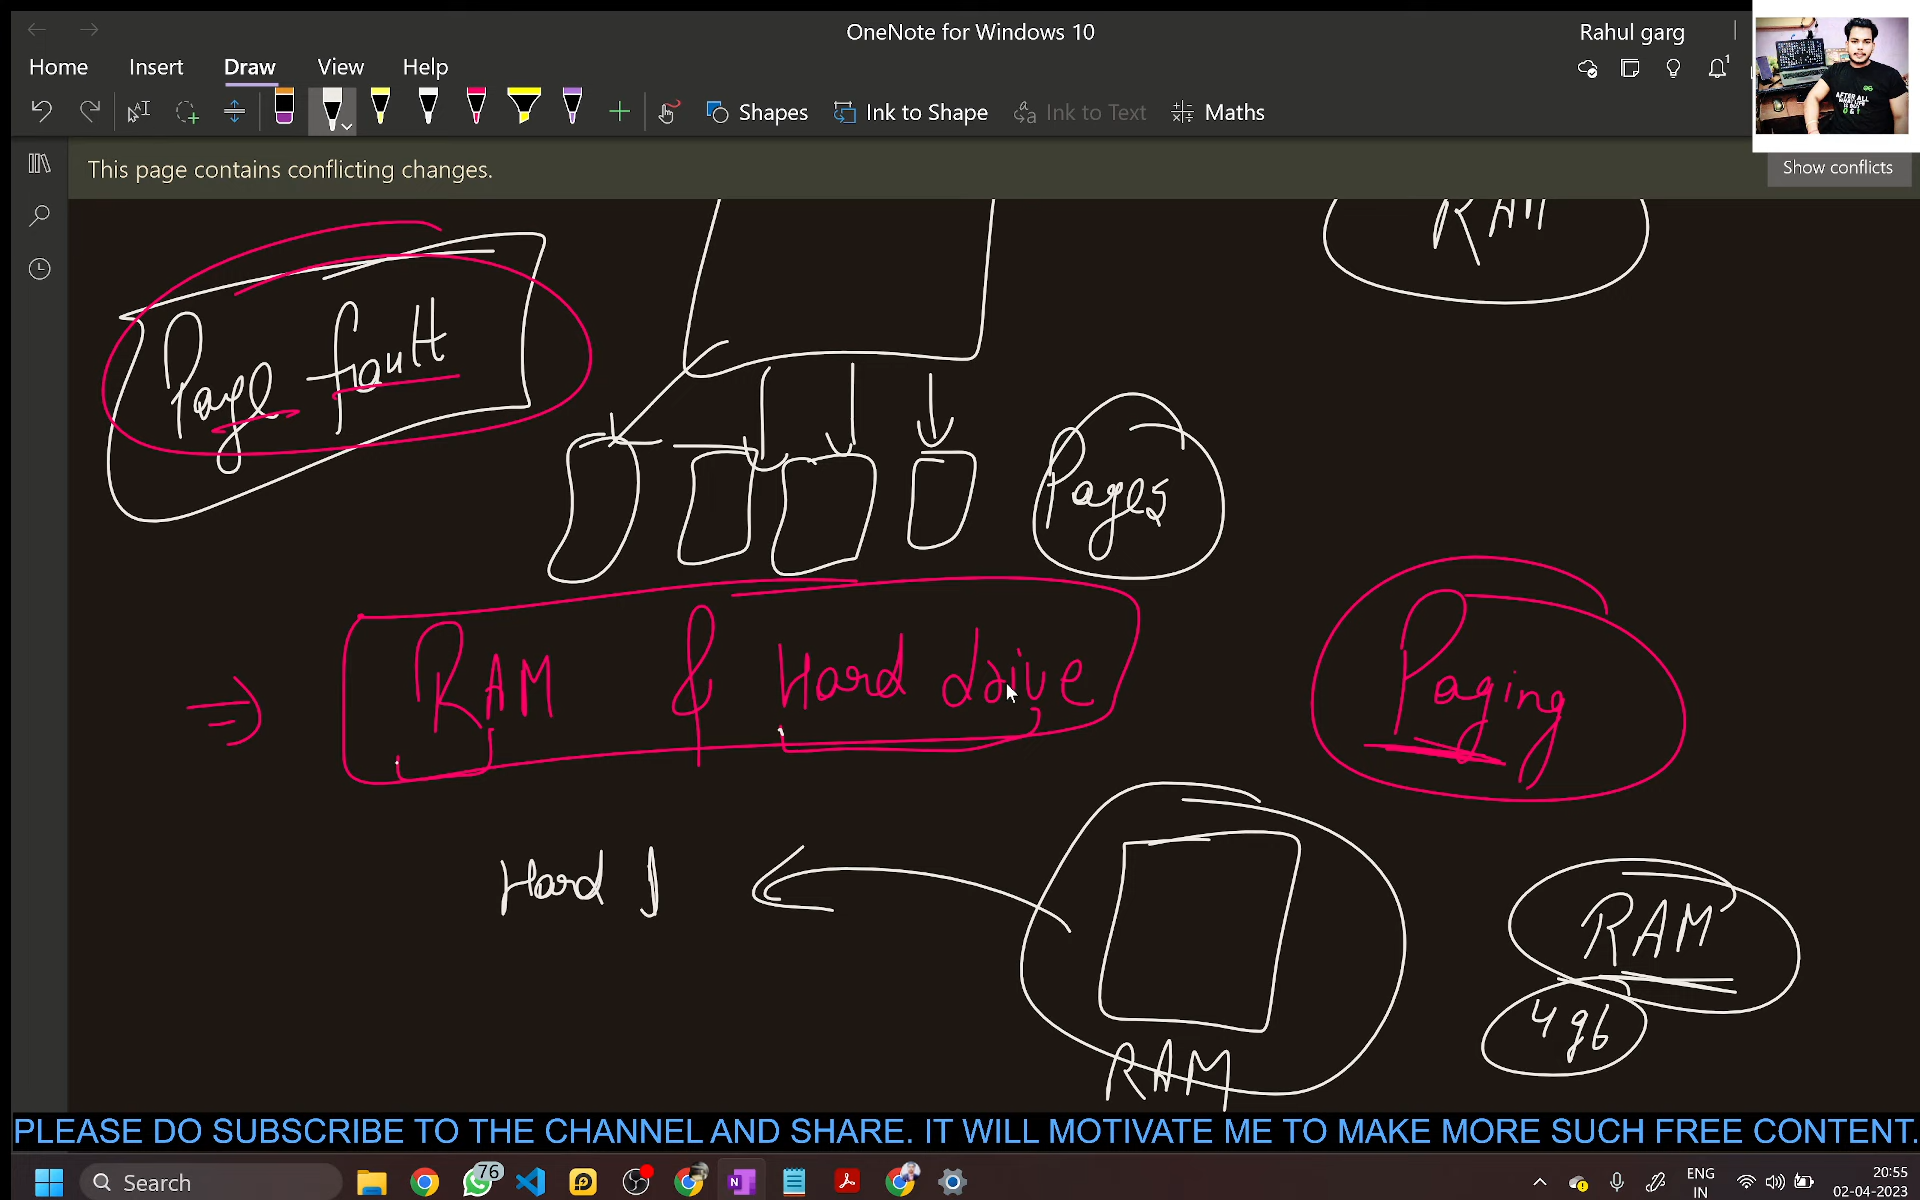 OneNote for Windows 10
Rahul garg
Home Insert Draw View Help
Shapes Ink to Shape Ink to Text Maths
This page contains conflicting changes.
Show conflicts
RAM
Page fault
Pages
RAM & Hard drive
Paging
Hard
RAM
4gb
RAM
PLEASE DO SUBSCRIBE TO THE CHANNEL AND SHARE. IT WILL MOTIVATE ME TO MAKE MORE SUCH FREE CONTENT.
Search
76
ENG
IN
20:55
02-04-2023